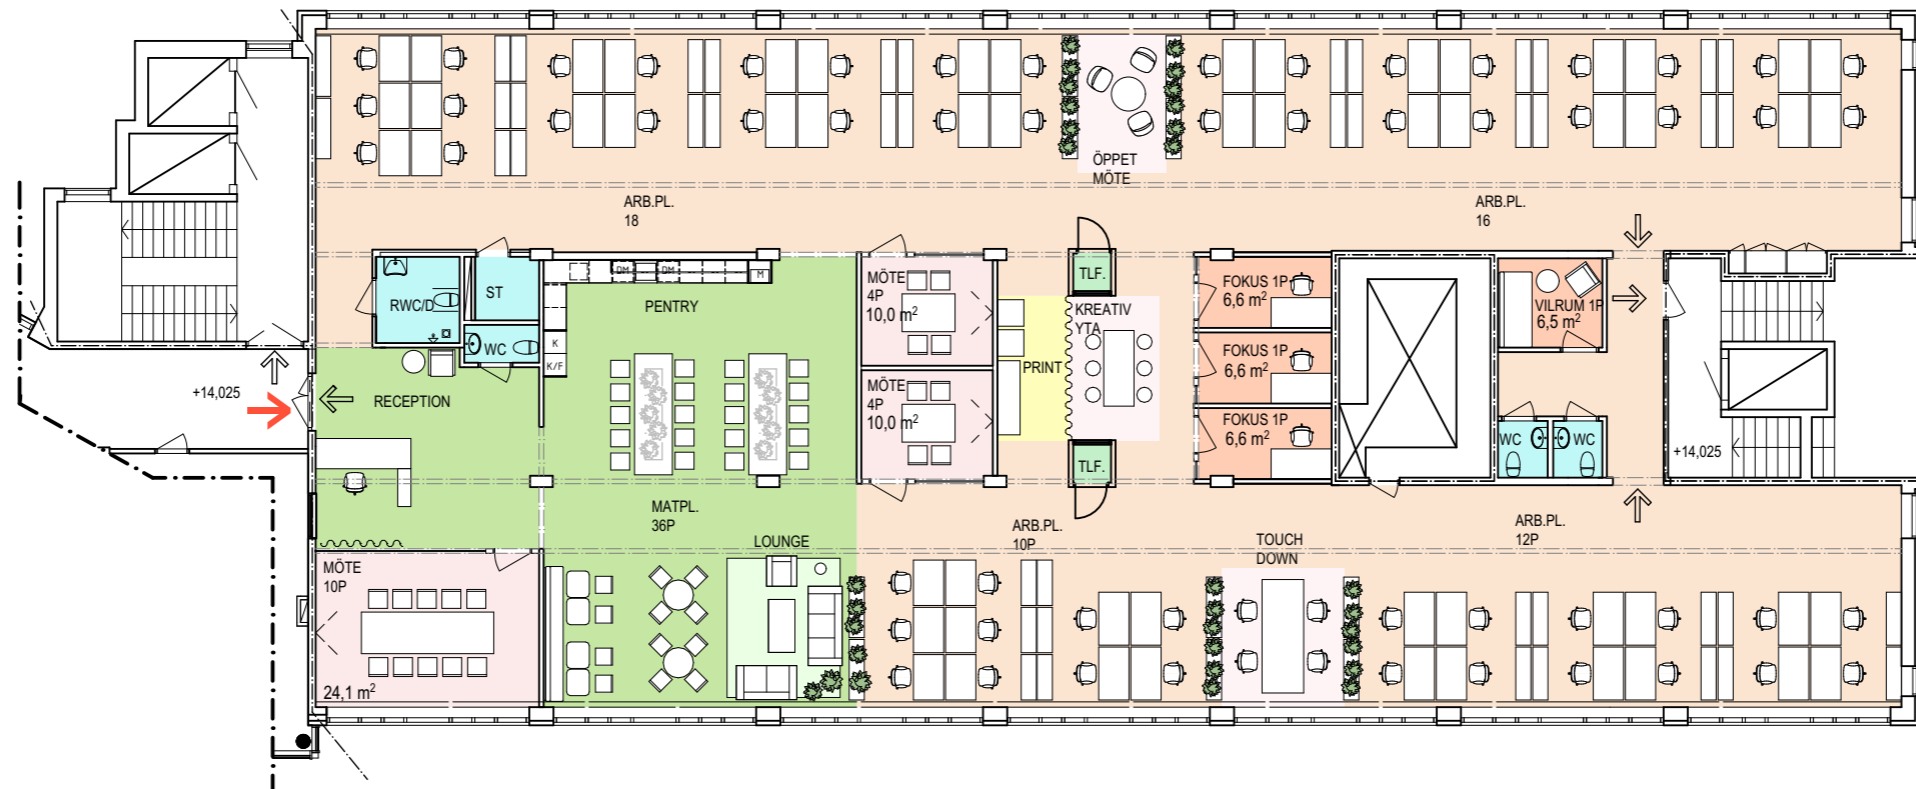 ÖPPET
MÖTE
ARB.PL.
18
ARB.PL.
16
RWC/D
ST
WC
DM
DM
M
K
K/F
PENTRY
MÖTE
4P
10,0 m²
MÖTE
4P
10,0 m²
PRINT
TLF.
KREATIV
YTA
TLF.
FOKUS 1P
6,6 m²
FOKUS 1P
6,6 m²
FOKUS 1P
6,6 m²
VILRUM 1P
6,5 m²
WC
WC
+14,025
+14,025
RECEPTION
MATPL.
36P
LOUNGE
MÖTE
10P
24,1 m²
ARB.PL.
10P
TOUCH
DOWN
ARB.PL.
12P